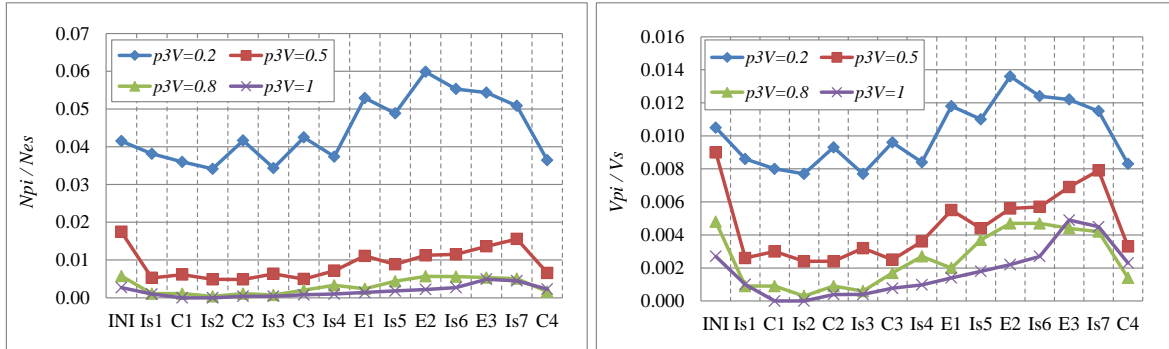 0.07
0.06
0.05
0.04
0.03
0.02
0.01
0.00
Npi / Nes
p3V=0.2 p3V=0.5
p3V=0.8 p3V=1
INI Is1 C1 Is2 C2 Is3 C3 Is4 E1 Is5 E2 Is6 E3 Is7 C4
0.016
0.014
0.012
0.010
0.008
0.006
0.004
0.002
0.000
Vpi / Vs
p3V=0.2 p3V=0.5
p3V=0.8 p3V=1
INI Is1 C1 Is2 C2 Is3 C3 Is4 E1 Is5 E2 Is6 E3 Is7 C4